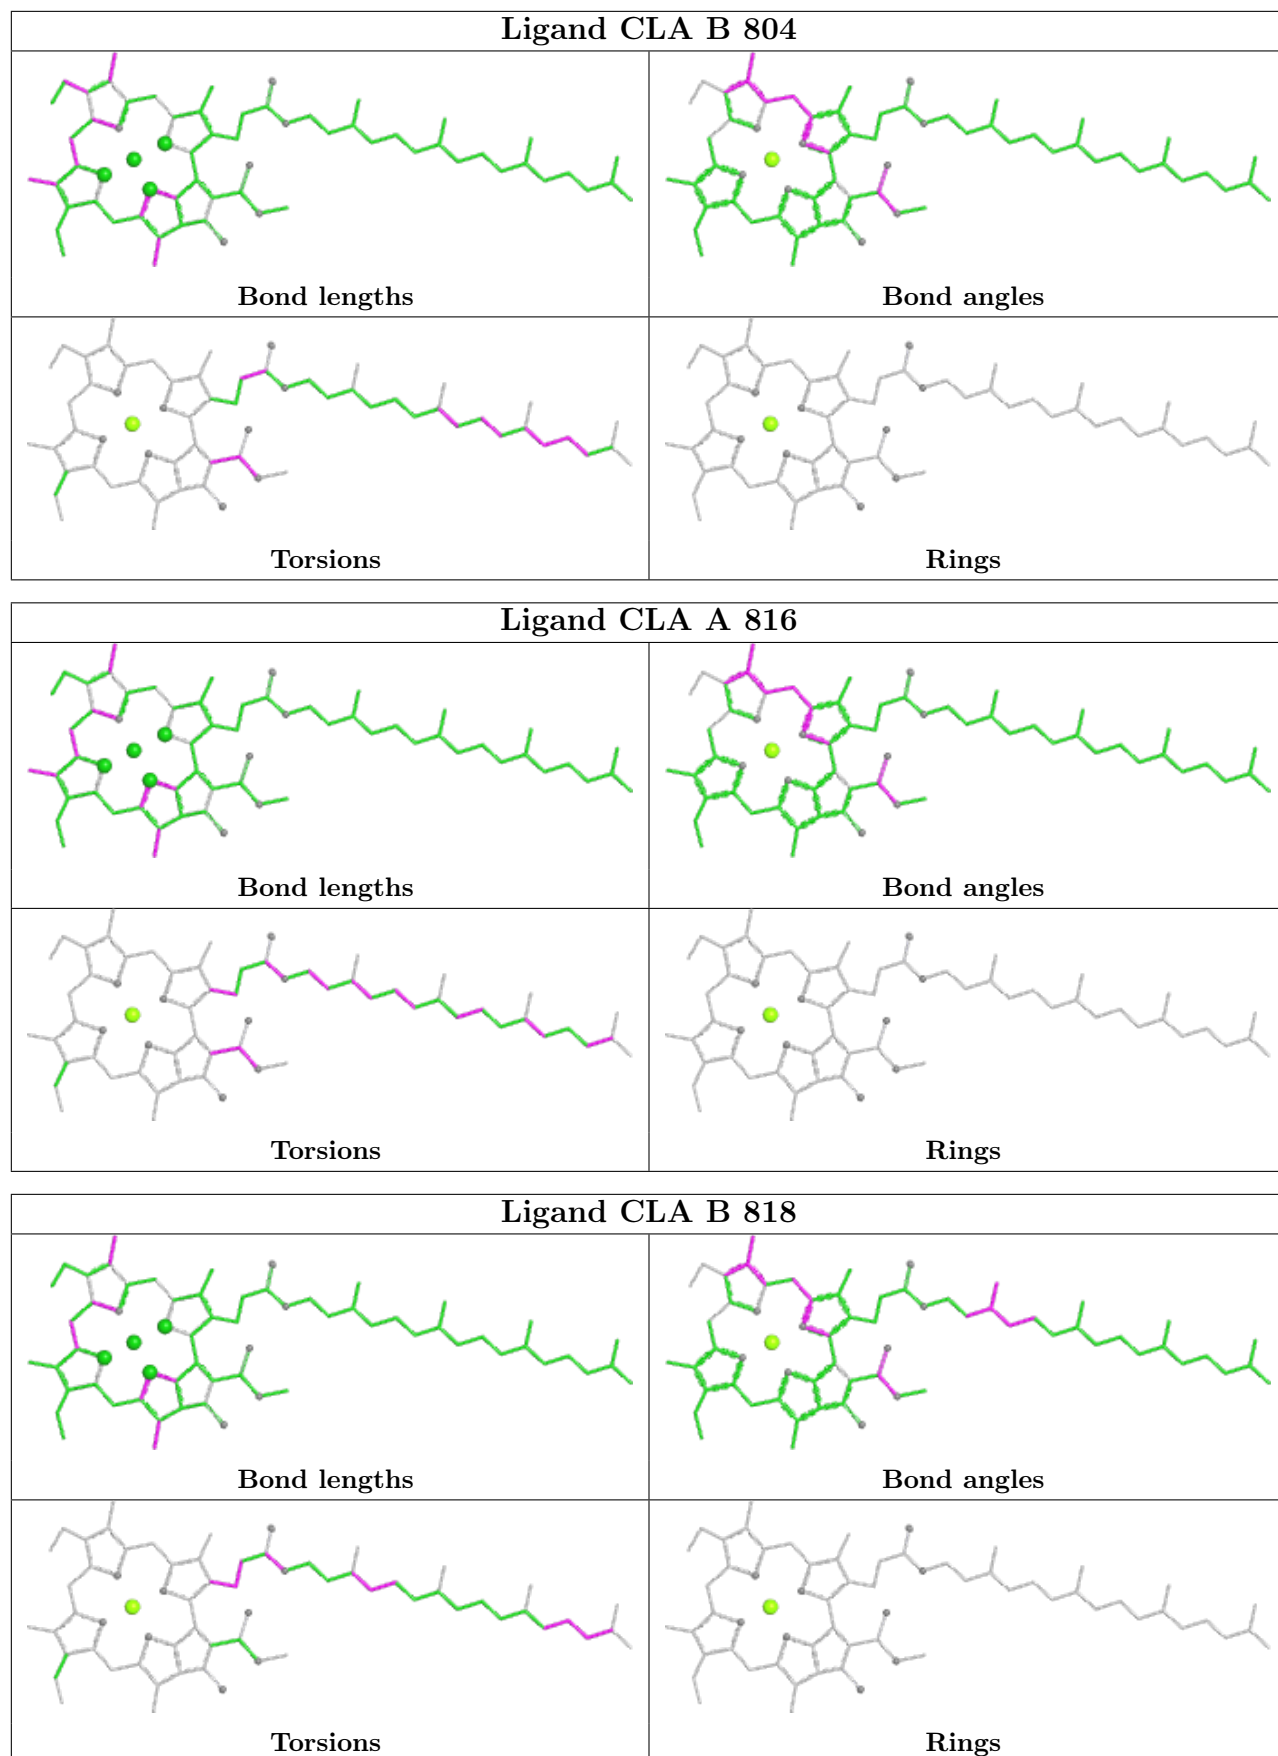 Ligand CLA B 804
Bond lengths
Bond angles
Torsions
Rings
Ligand CLA A 816
Bond lengths
Bond angles
Torsions
Rings
Ligand CLA B 818
Bond lengths
Bond angles
Torsions
Rings